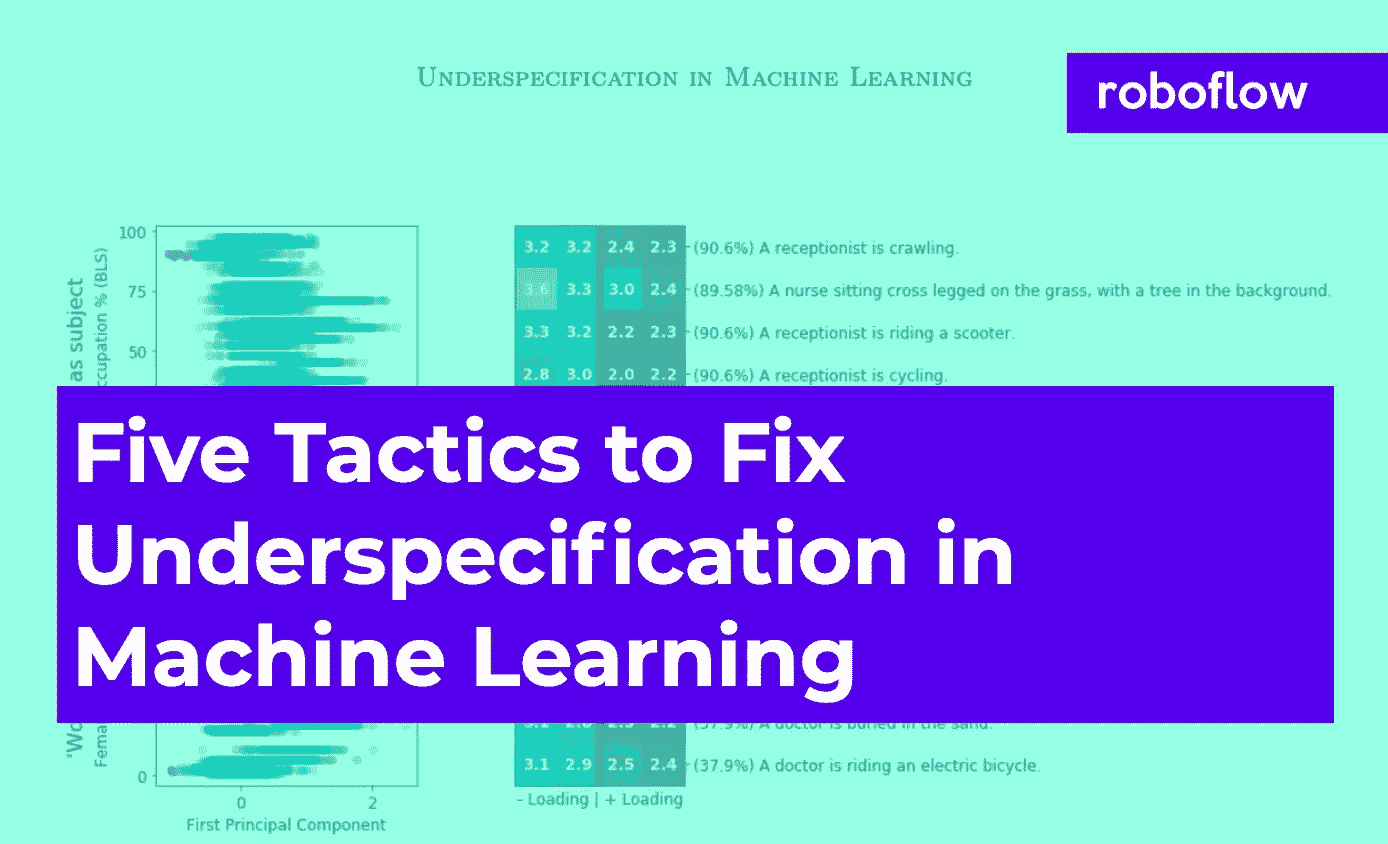 Underspecification in Machine Learning
roboflow
100
75
50
0
as subject
ccupation % (BLS)
'Wo
Fema
0 2
First Principal Component
3.2 3.2 2.4 2.3 (90.6%) A receptionist is crawling.
3.6 3.3 3.0 2.4 (89.58%) A nurse sitting cross legged on the grass, with a tree in the background.
3.3 3.2 2.2 2.3 (90.6%) A receptionist is riding a scooter.
2.8 3.0 2.0 2.2 (90.6%) A receptionist is cycling.
Five Tactics to Fix
Underspecification in
Machine Learning
(37.9%) A doctor is buried in the sand.
3.1 2.9 2.5 2.4 (37.9%) A doctor is riding an electric bicycle.
- Loading | + Loading